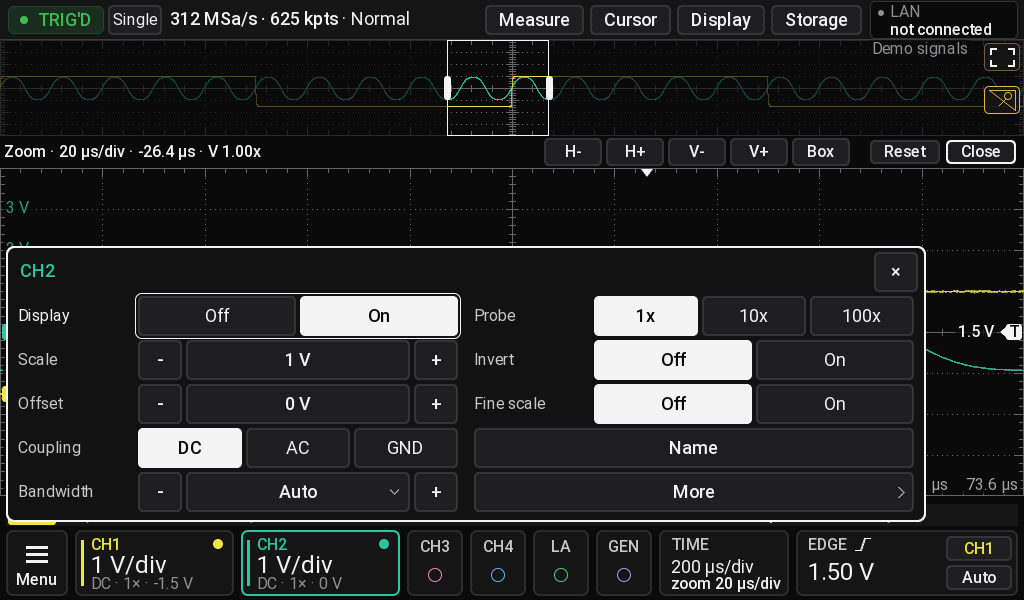 TRIG'D Single 312 MSa/s · 625 kpts · Normal Measure Cursor Display Storage LAN
not connected
Demo signals
Zoom · 20 µs/div · -26.4 µs · V 1.00x H- H+ V- V+ Box Reset Close
3 V
CH2 ×
Display Off On Probe 1x 10x 100x
1.5 V T
Scale - 1 V + Invert Off On
Offset - 0 V + Fine scale Off On
Coupling DC AC GND Name
Bandwidth - Auto + More
µs 73.6 µs
Menu
CH1
1 V/div
DC · 1× · -1.5 V
CH2
1 V/div
DC · 1× · 0 V
CH3
CH4
LA
GEN
TIME
200 µs/div
zoom 20 µs/div
EDGE
1.50 V
CH1
Auto